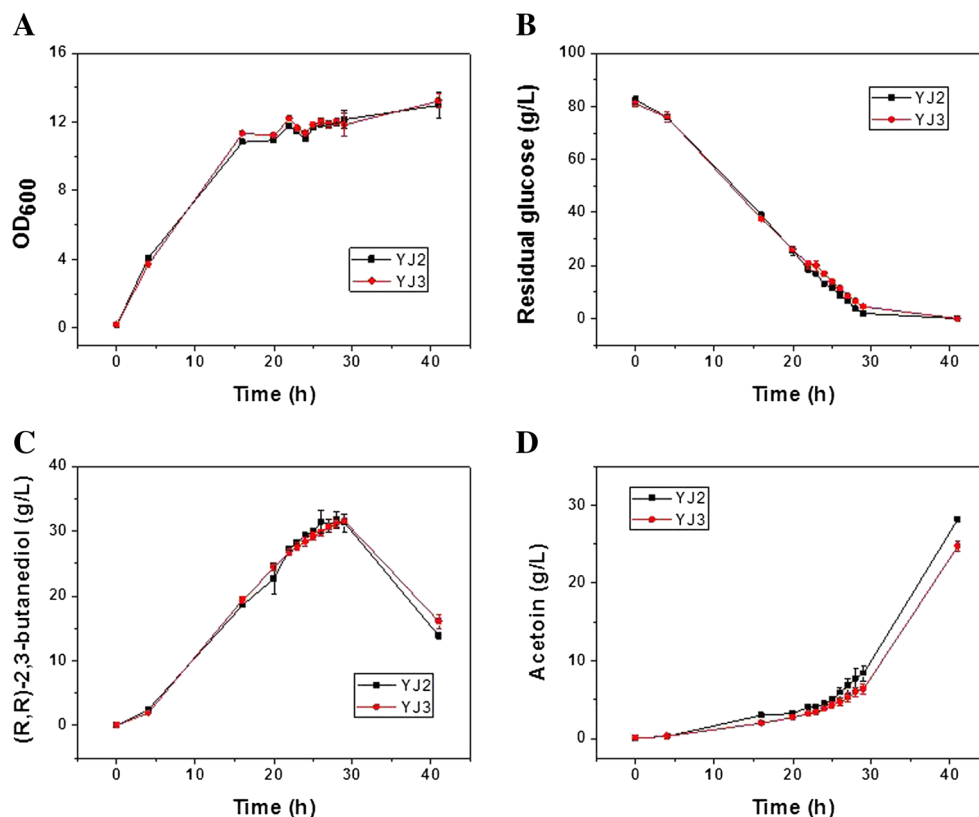 A
16
12
8
4
0
OD600
0 10 20 30 40
Time (h)
YJ2
YJ3
B
100
80
60
40
20
0
Residual glucose (g/L)
0 10 20 30 40
Time (h)
YJ2
YJ3
C
40
30
20
10
0
(R,R)-2,3-butanediol (g/L)
0 10 20 30 40
Time (h)
YJ2
YJ3
D
30
20
10
0
Acetoin (g/L)
0 10 20 30 40
Time (h)
YJ2
YJ3